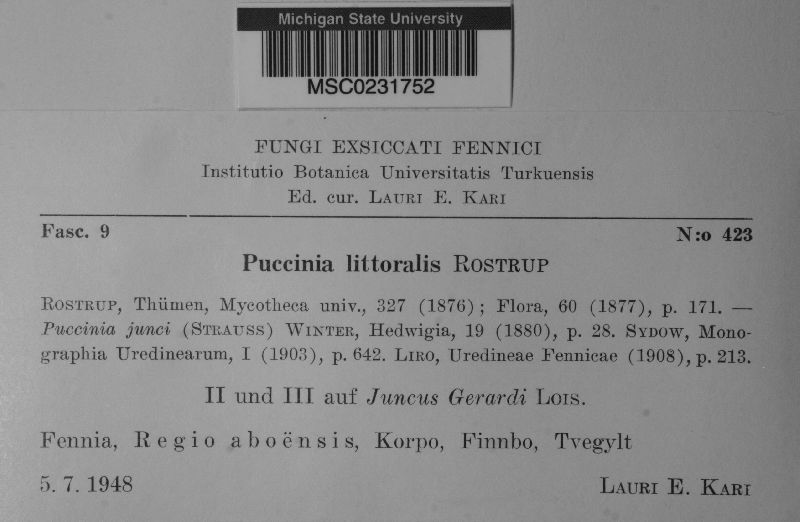 Michigan State University
MSC0231752
FUNGI EXSICCATI FENNICI
Institutio Botanica Universitatis Turkuensis
Ed. cur. LAURI E. KARI
Fasc. 9 N:o 423
Puccinia littoralis ROSTRUP
ROSTRUP, Thümen, Mycotheca univ., 327 (1876); Flora, 60 (1877), p. 171. —
Puccinia junci (STRAUSS) WINTER, Hedwigia, 19 (1880), p. 28. SYDOW, Mono-
graphia Uredinearum, I (1903), p. 642. LIRO, Uredineae Fennicae (1908), p. 213.
II und III auf Juncus Gerardi LOIS.
Fennia, Regio aboënsis, Korpo, Finnbo, Tvegylt
5. 7. 1948 LAURI E. KARI